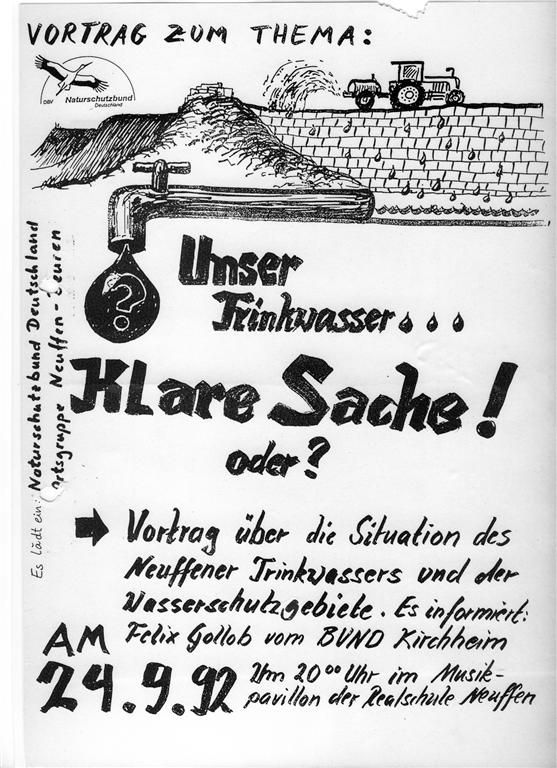 VORTRAG ZUM THEMA:
DBV Naturschutzbund
Deutschland
?
Unser
Trinkwasser...
Klare Sache!
oder?
Es lädt ein: Naturschutzbund Deutschland
Ortsgruppe Neuffen-Beuren
Vortrag über die Situation des
Neuffener Trinkwassers und der
Wasserschutzgebiete. Es informiert:
Felix Gollob vom BUND Kirchheim
AM
24.9.92
Um 20⁰⁰ Uhr im Musik-
pavillon der Realschule Neuffen